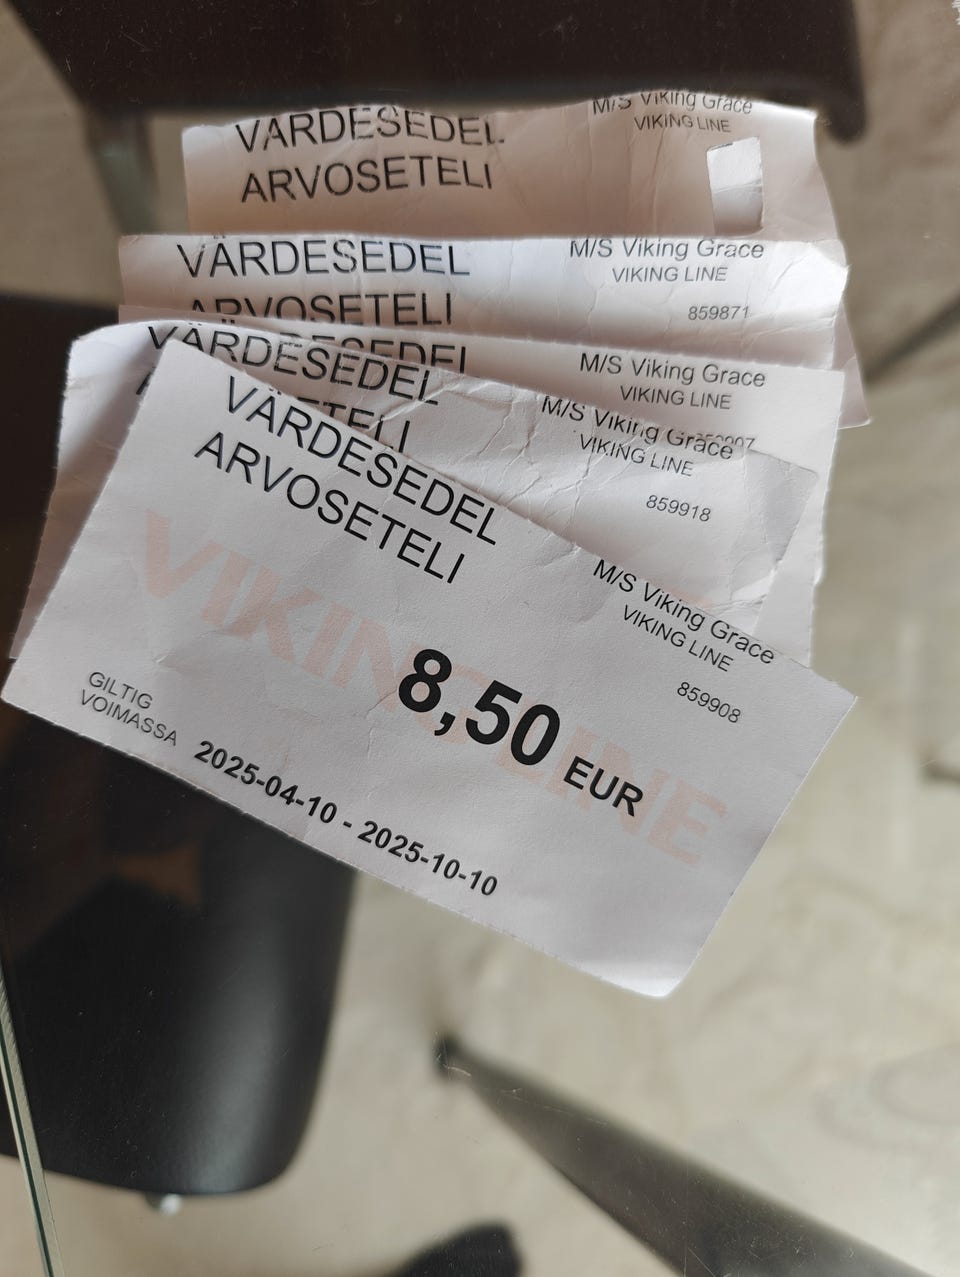 VÄRDESEDEL
ARVOSETELI
M/S Viking Grace
VIKING LINE
VÄRDESEDEL
ARVOSETELI
M/S Viking Grace
VIKING LINE
859871
VÄRDESEDEL
M/S Viking Grace
VIKING LINE
VÄRDESEDEL
M/S Viking Grace
VIKING LINE
859918
VÄRDESEDEL
ARVOSETELI
M/S Viking Grace
VIKING LINE
859908
VIKING LINE
8,50 EUR
GILTIG
VOIMASSA
2025-04-10 - 2025-10-10